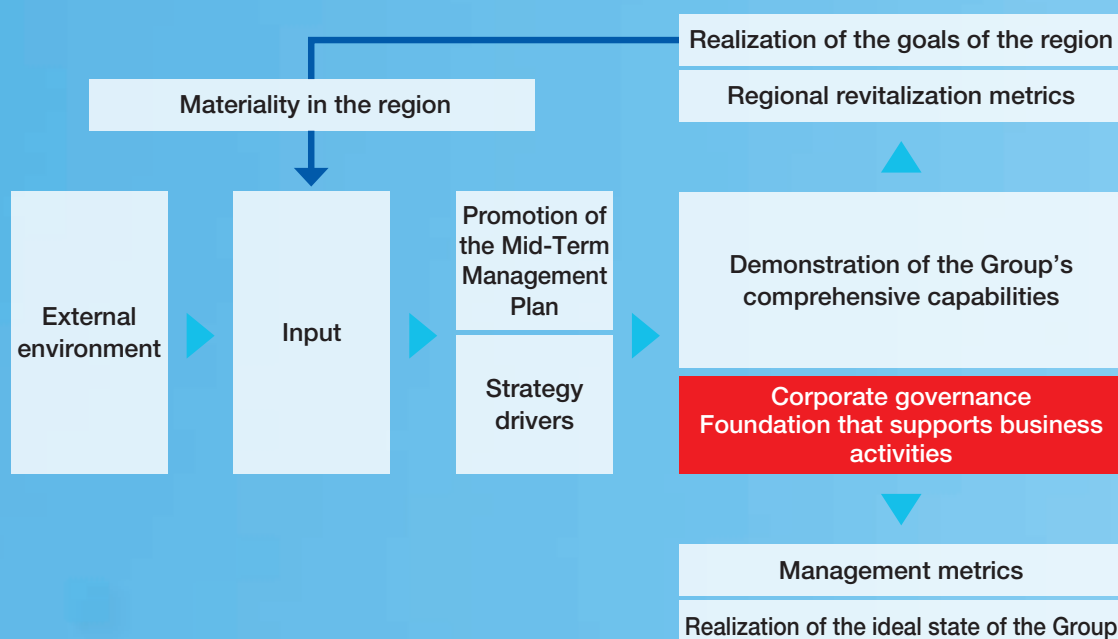 Realization of the goals of the region
Regional revitalization metrics
Materiality in the region
External
environment
Input
Promotion of
the Mid-Term
Management
Plan
Strategy
drivers
Demonstration of the Group’s
comprehensive capabilities
Corporate governance
Foundation that supports business
activities
Management metrics
Realization of the ideal state of the Group